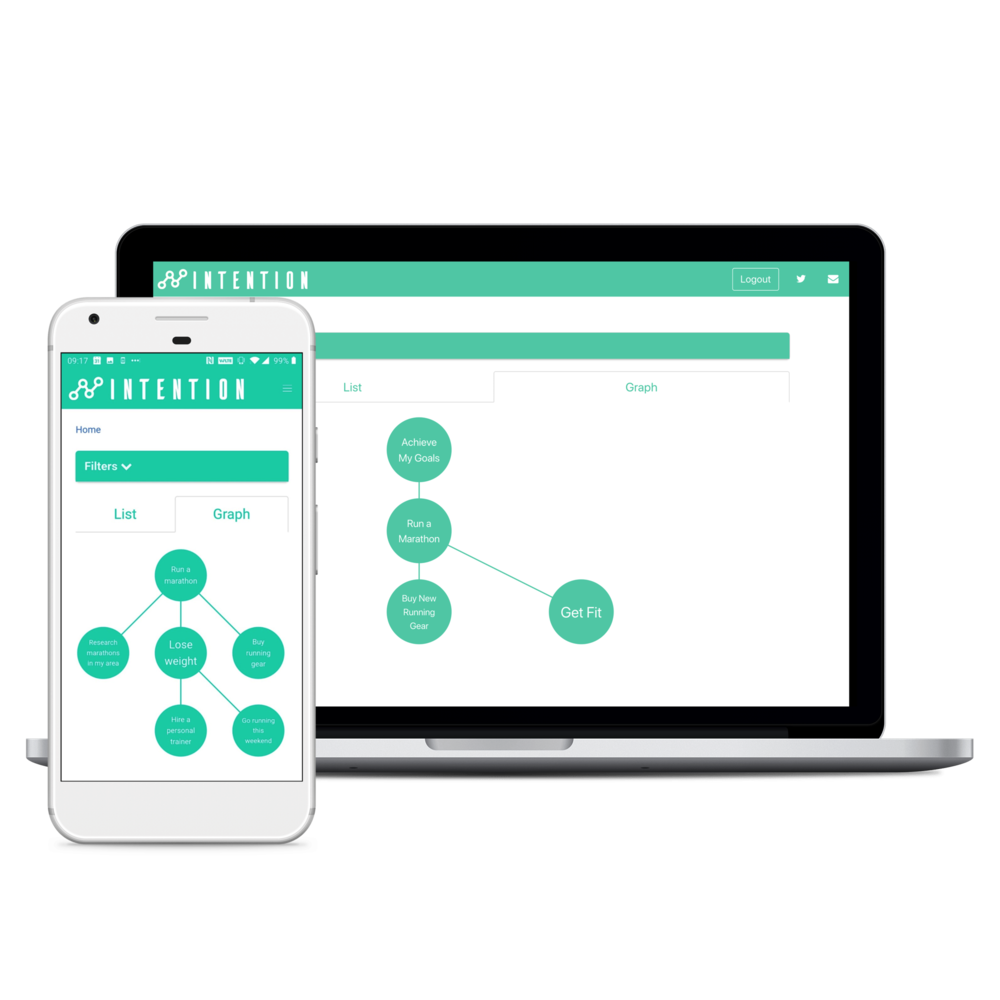 INTENTION
Logout
List
Graph
Achieve
My Goals
Run a
Marathon
Buy New
Running
Gear
Get Fit
09:17
99%
INTENTION
Home
Filters
List
Graph
Run a
marathon
Research
marathons
in my area
Lose
weight
Buy
running
gear
Hire a
personal
trainer
Go running
this
weekend